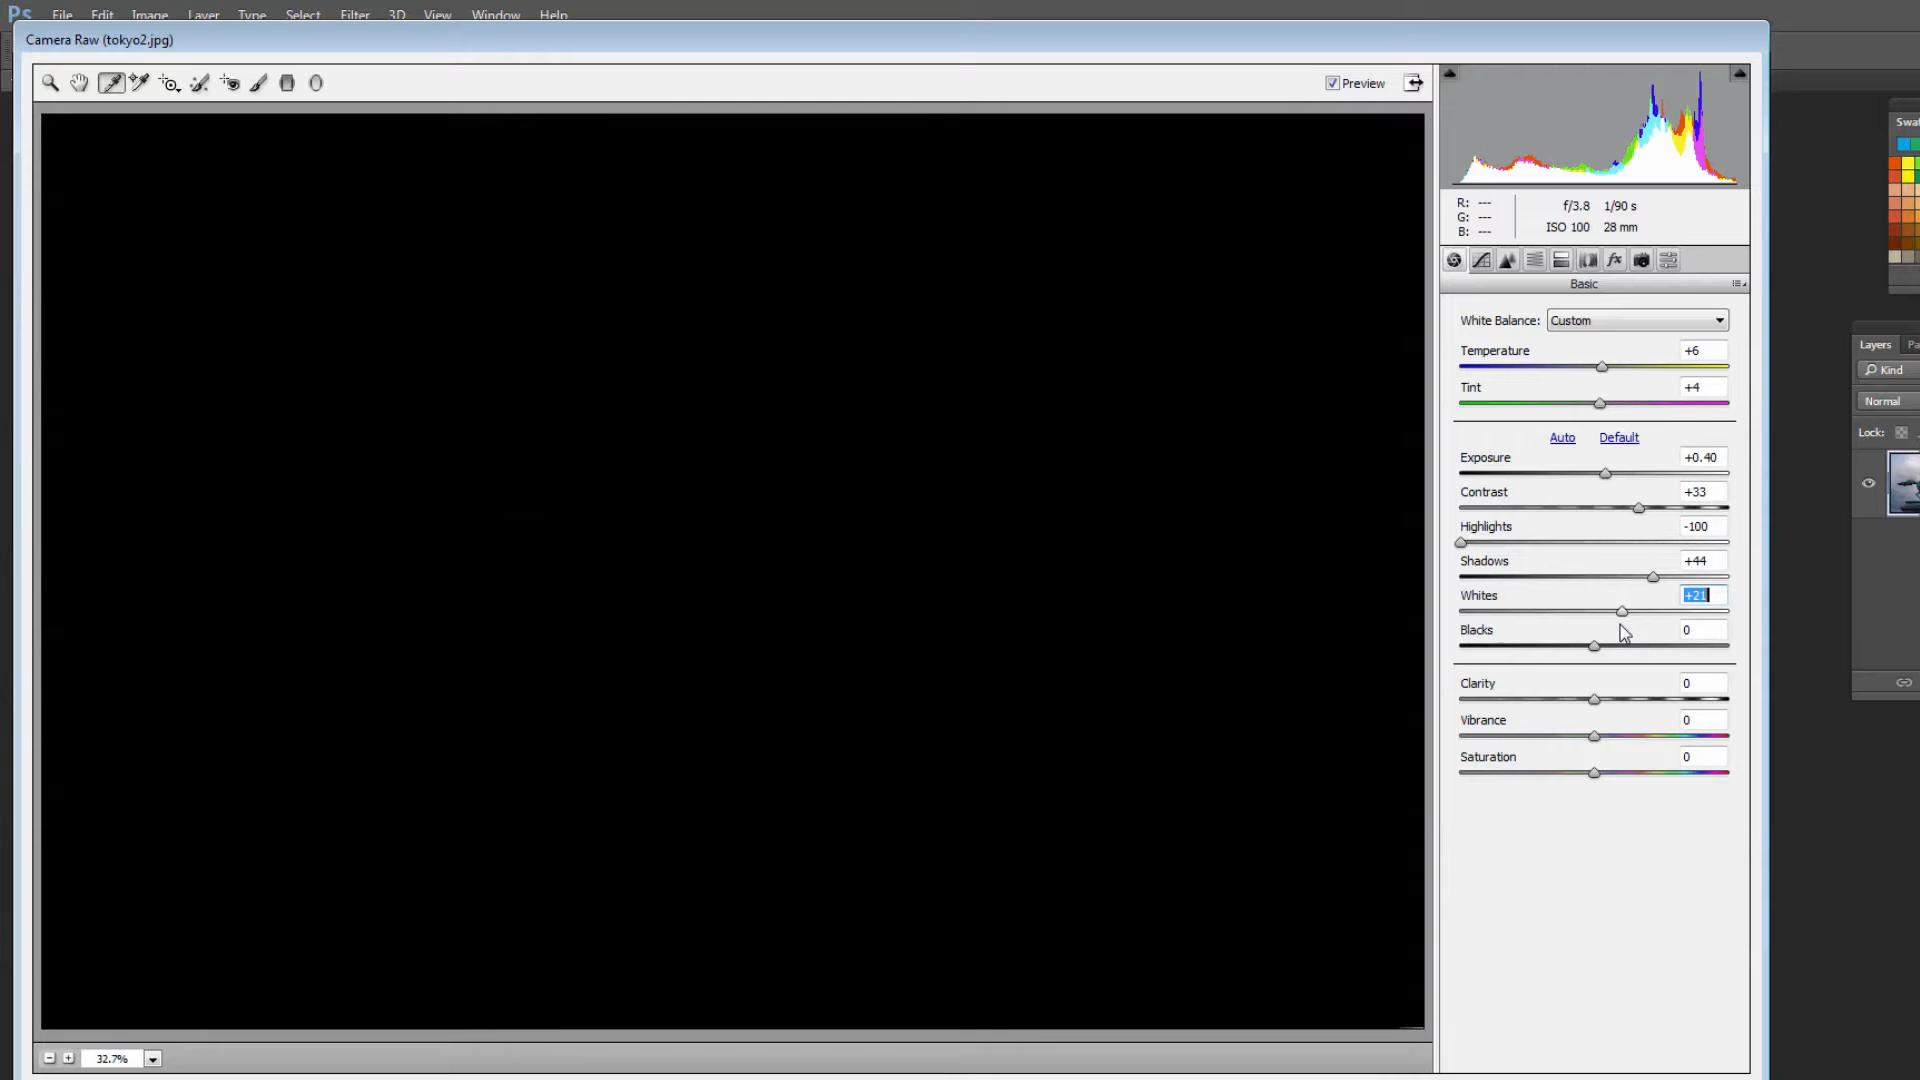 Ps File Edit Image Layer Type Select Filter 3D View Window Help
Camera Raw (tokyo2.jpg)
Preview
Swat
R: ---
G: ---
B: ---
f/3.8 1/90 s
ISO 100 28 mm
fx
Basic
White Balance: Custom
Temperature +6
Tint +4
Auto Default
Exposure +0.40
Contrast +33
Highlights -100
Shadows +44
Whites +21
Blacks 0
Clarity 0
Vibrance 0
Saturation 0
Layers Pa
Kind
Normal
Lock:
32.7%